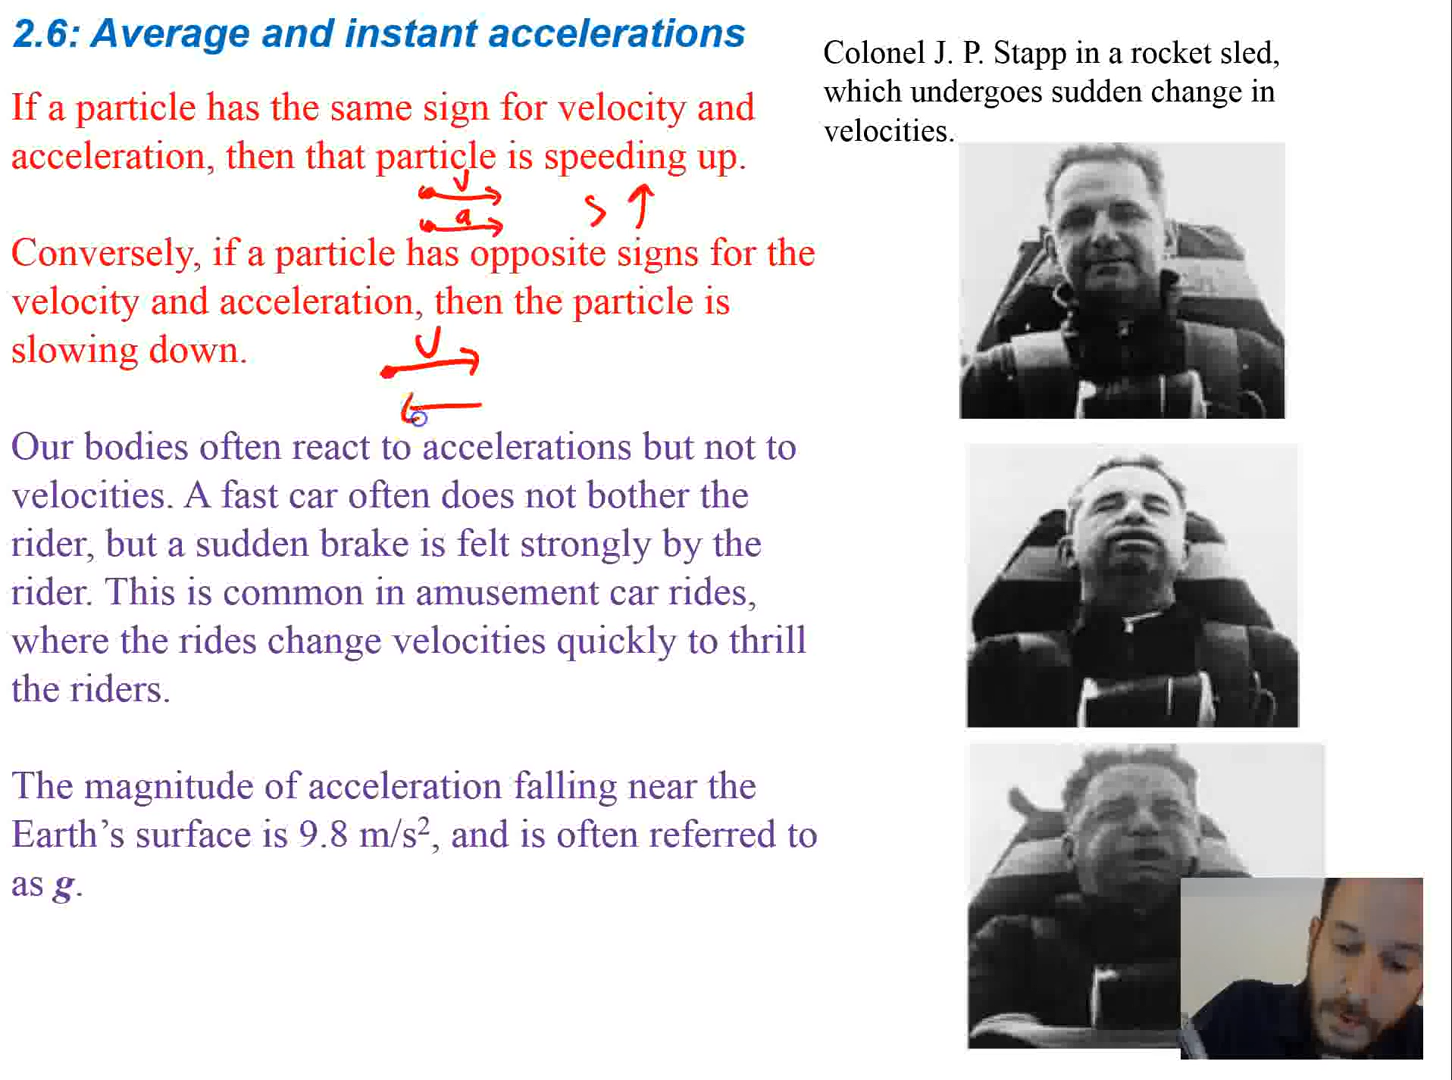 2.6: Average and instant accelerations
If a particle has the same sign for velocity and
acceleration, then that particle is speeding up.
v
a
s ↑
Conversely, if a particle has opposite signs for the
velocity and acceleration, then the particle is
slowing down.
v
Our bodies often react to accelerations but not to
velocities. A fast car often does not bother the
rider, but a sudden brake is felt strongly by the
rider. This is common in amusement car rides,
where the rides change velocities quickly to thrill
the riders.
The magnitude of acceleration falling near the
Earth’s surface is 9.8 m/s², and is often referred to
as g.
Colonel J. P. Stapp in a rocket sled,
which undergoes sudden change in
velocities.